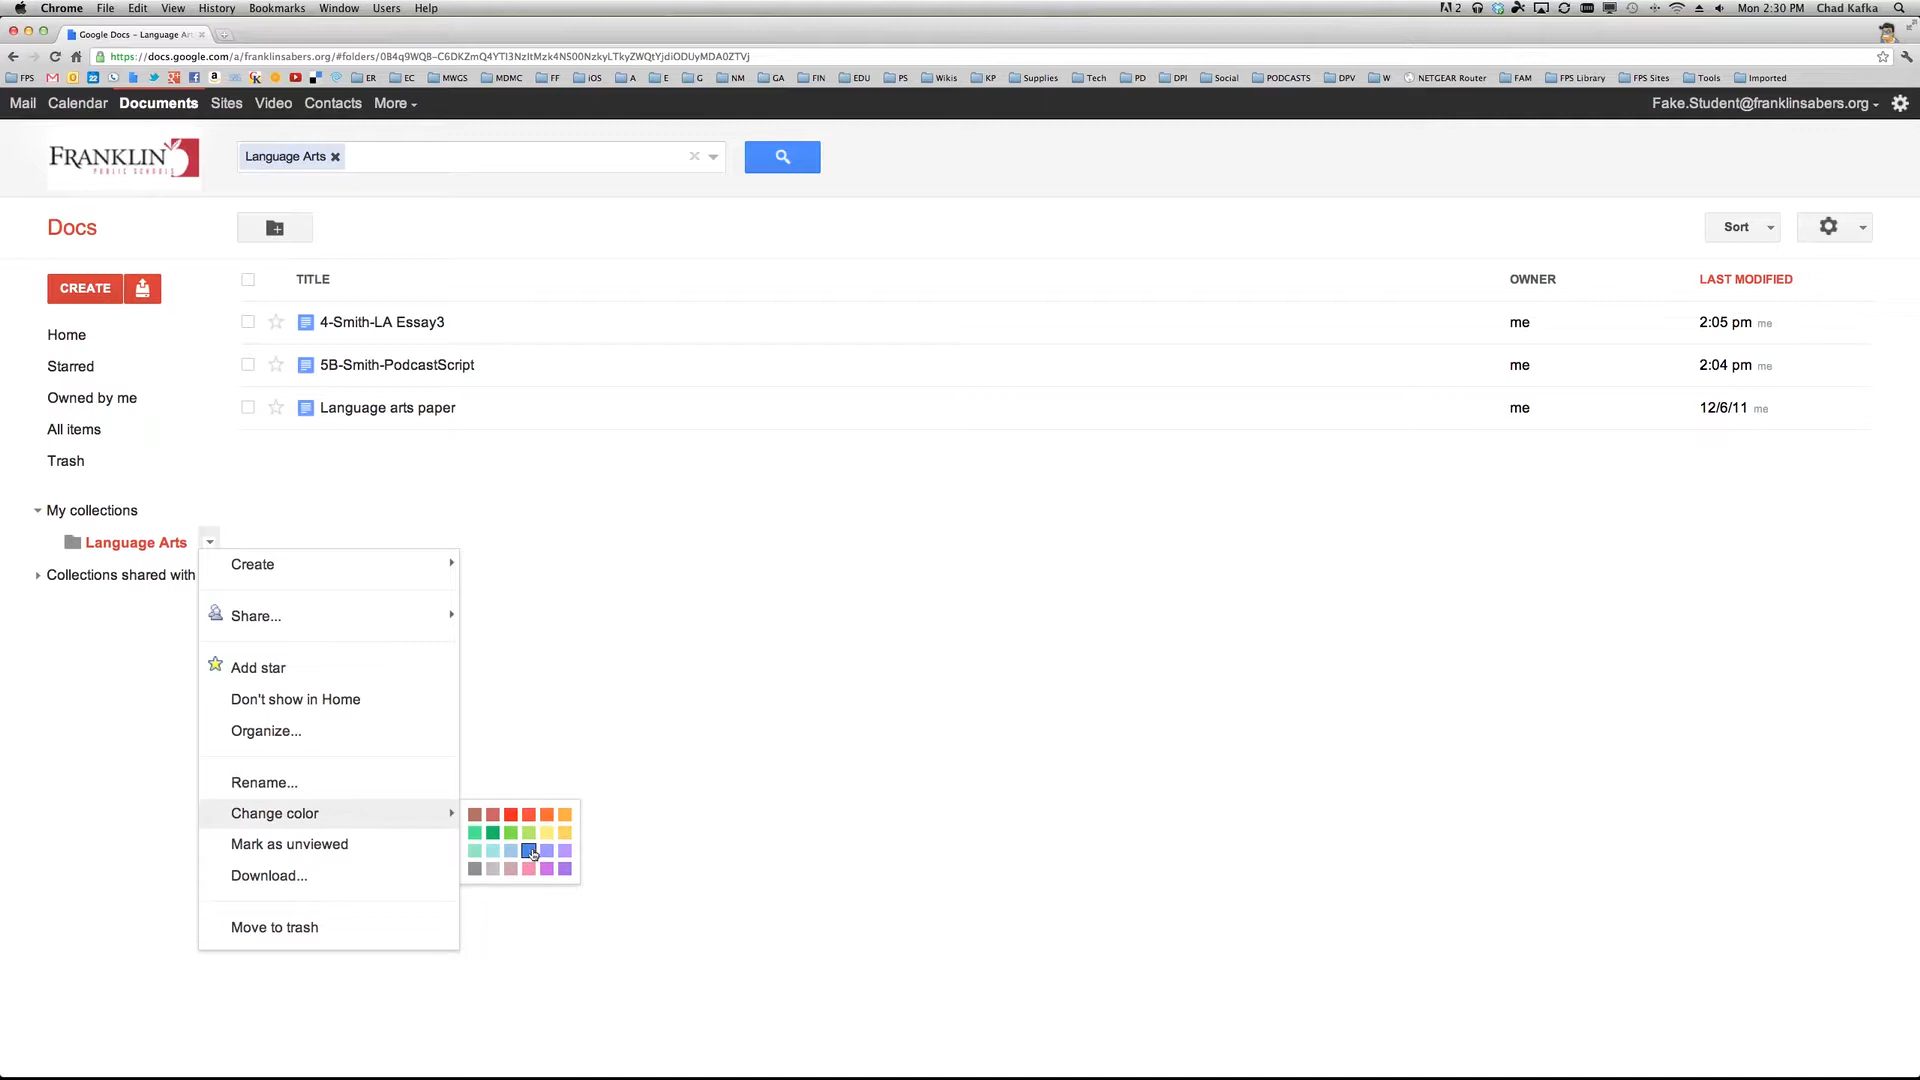 Chrome File Edit View History Bookmarks Window Users Help
2 Mon 2:30 PM Chad Kafka
Google Docs – Language Ar
https://docs.google.com/a/franklinsabers.org/#folders/0B4q9WQB-C6DKZmQ4YTI3NzItMzk4NS00NzkyLTkyZWQtYjdiODUyMDA0ZTVj
FPS 22 ER EC MWGS MDMC FF iOS A E G NM GA FIN EDU PS Wikis KP Supplies Tech PD DPI Social PODCASTS DPV W NETGEAR Router FAM FPS Library FPS Sites Tools Imported
Mail Calendar Documents Sites Video Contacts More Fake.Student@franklinsabers.org
FRANKLIN
PUBLIC SCHOOLS
Language Arts
Docs
Sort
CREATE
TITLE OWNER LAST MODIFIED
4-Smith-LA Essay3 me 2:05 pm me
5B-Smith-PodcastScript me 2:04 pm me
Language arts paper me 12/6/11 me
Home
Starred
Owned by me
All items
Trash
My collections
Language Arts
Collections shared with
Create
Share...
Add star
Don't show in Home
Organize...
Rename...
Change color
Mark as unviewed
Download...
Move to trash